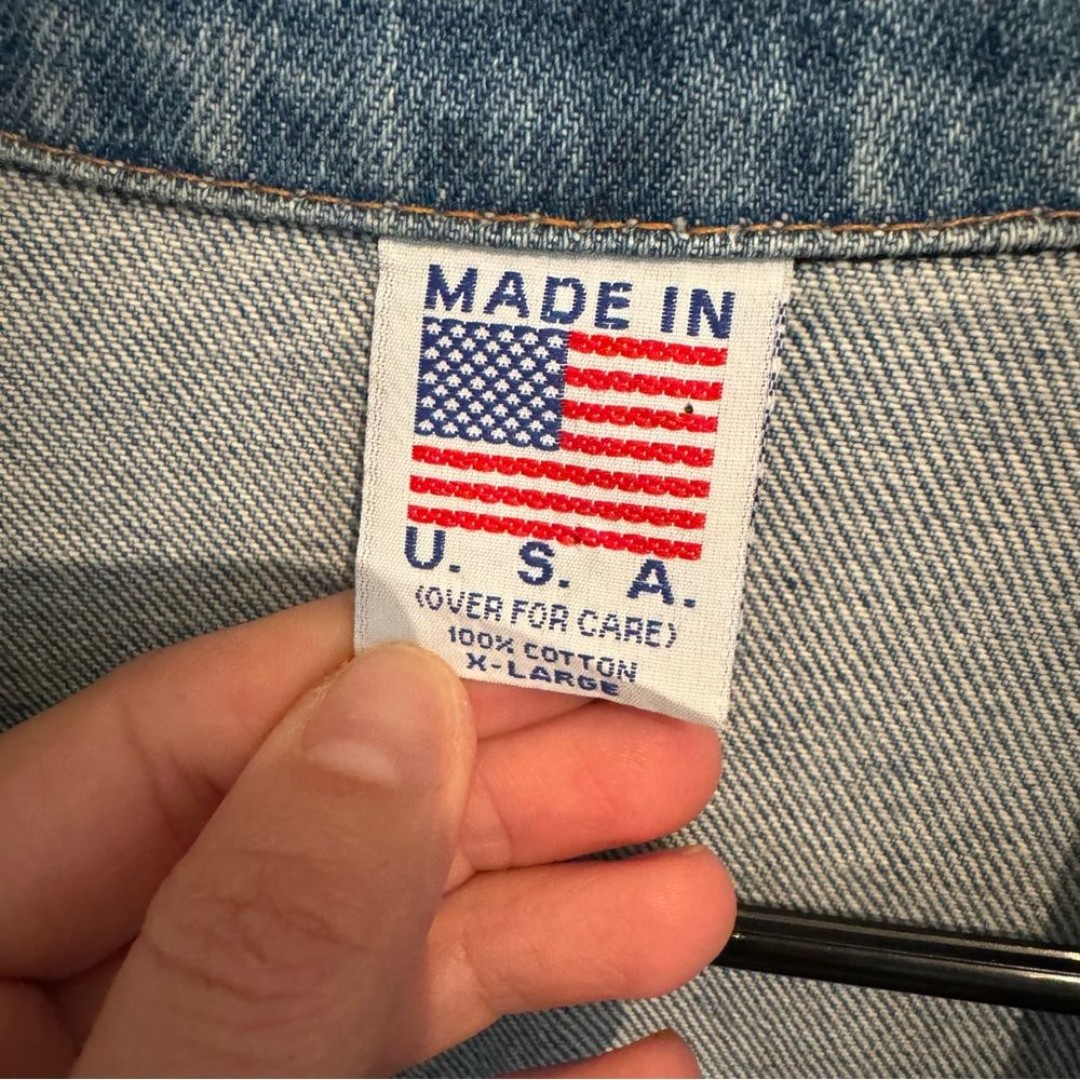 MADE IN
U. S. A.
(OVER FOR CARE)
100% COTTON
X-LARGE